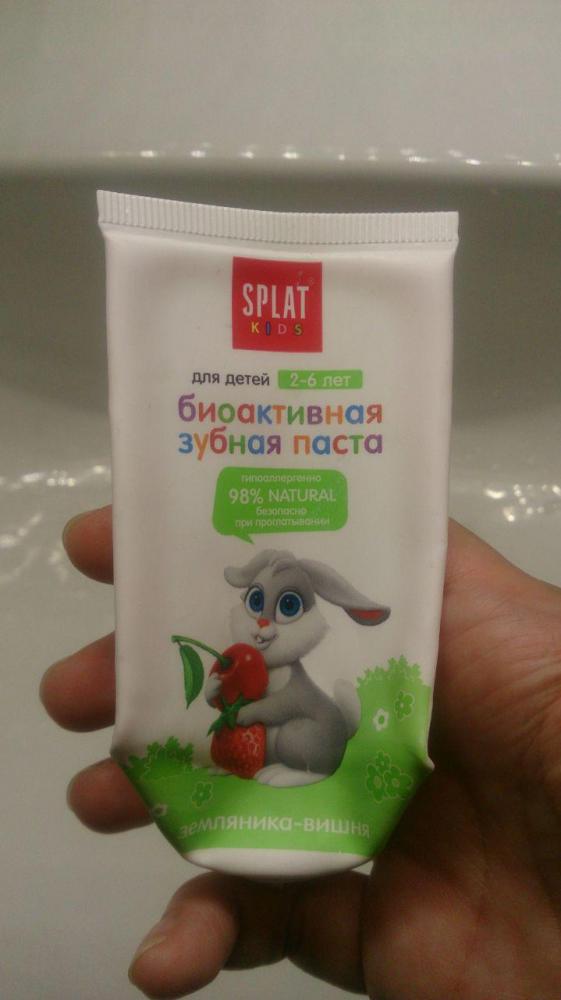 SPLAT
KIDS
для детей 2-6 лет
биоактивная
зубная паста
гипоаллергенно
98% NATURAL
безопасно
при проглатывании
земляника-вишня